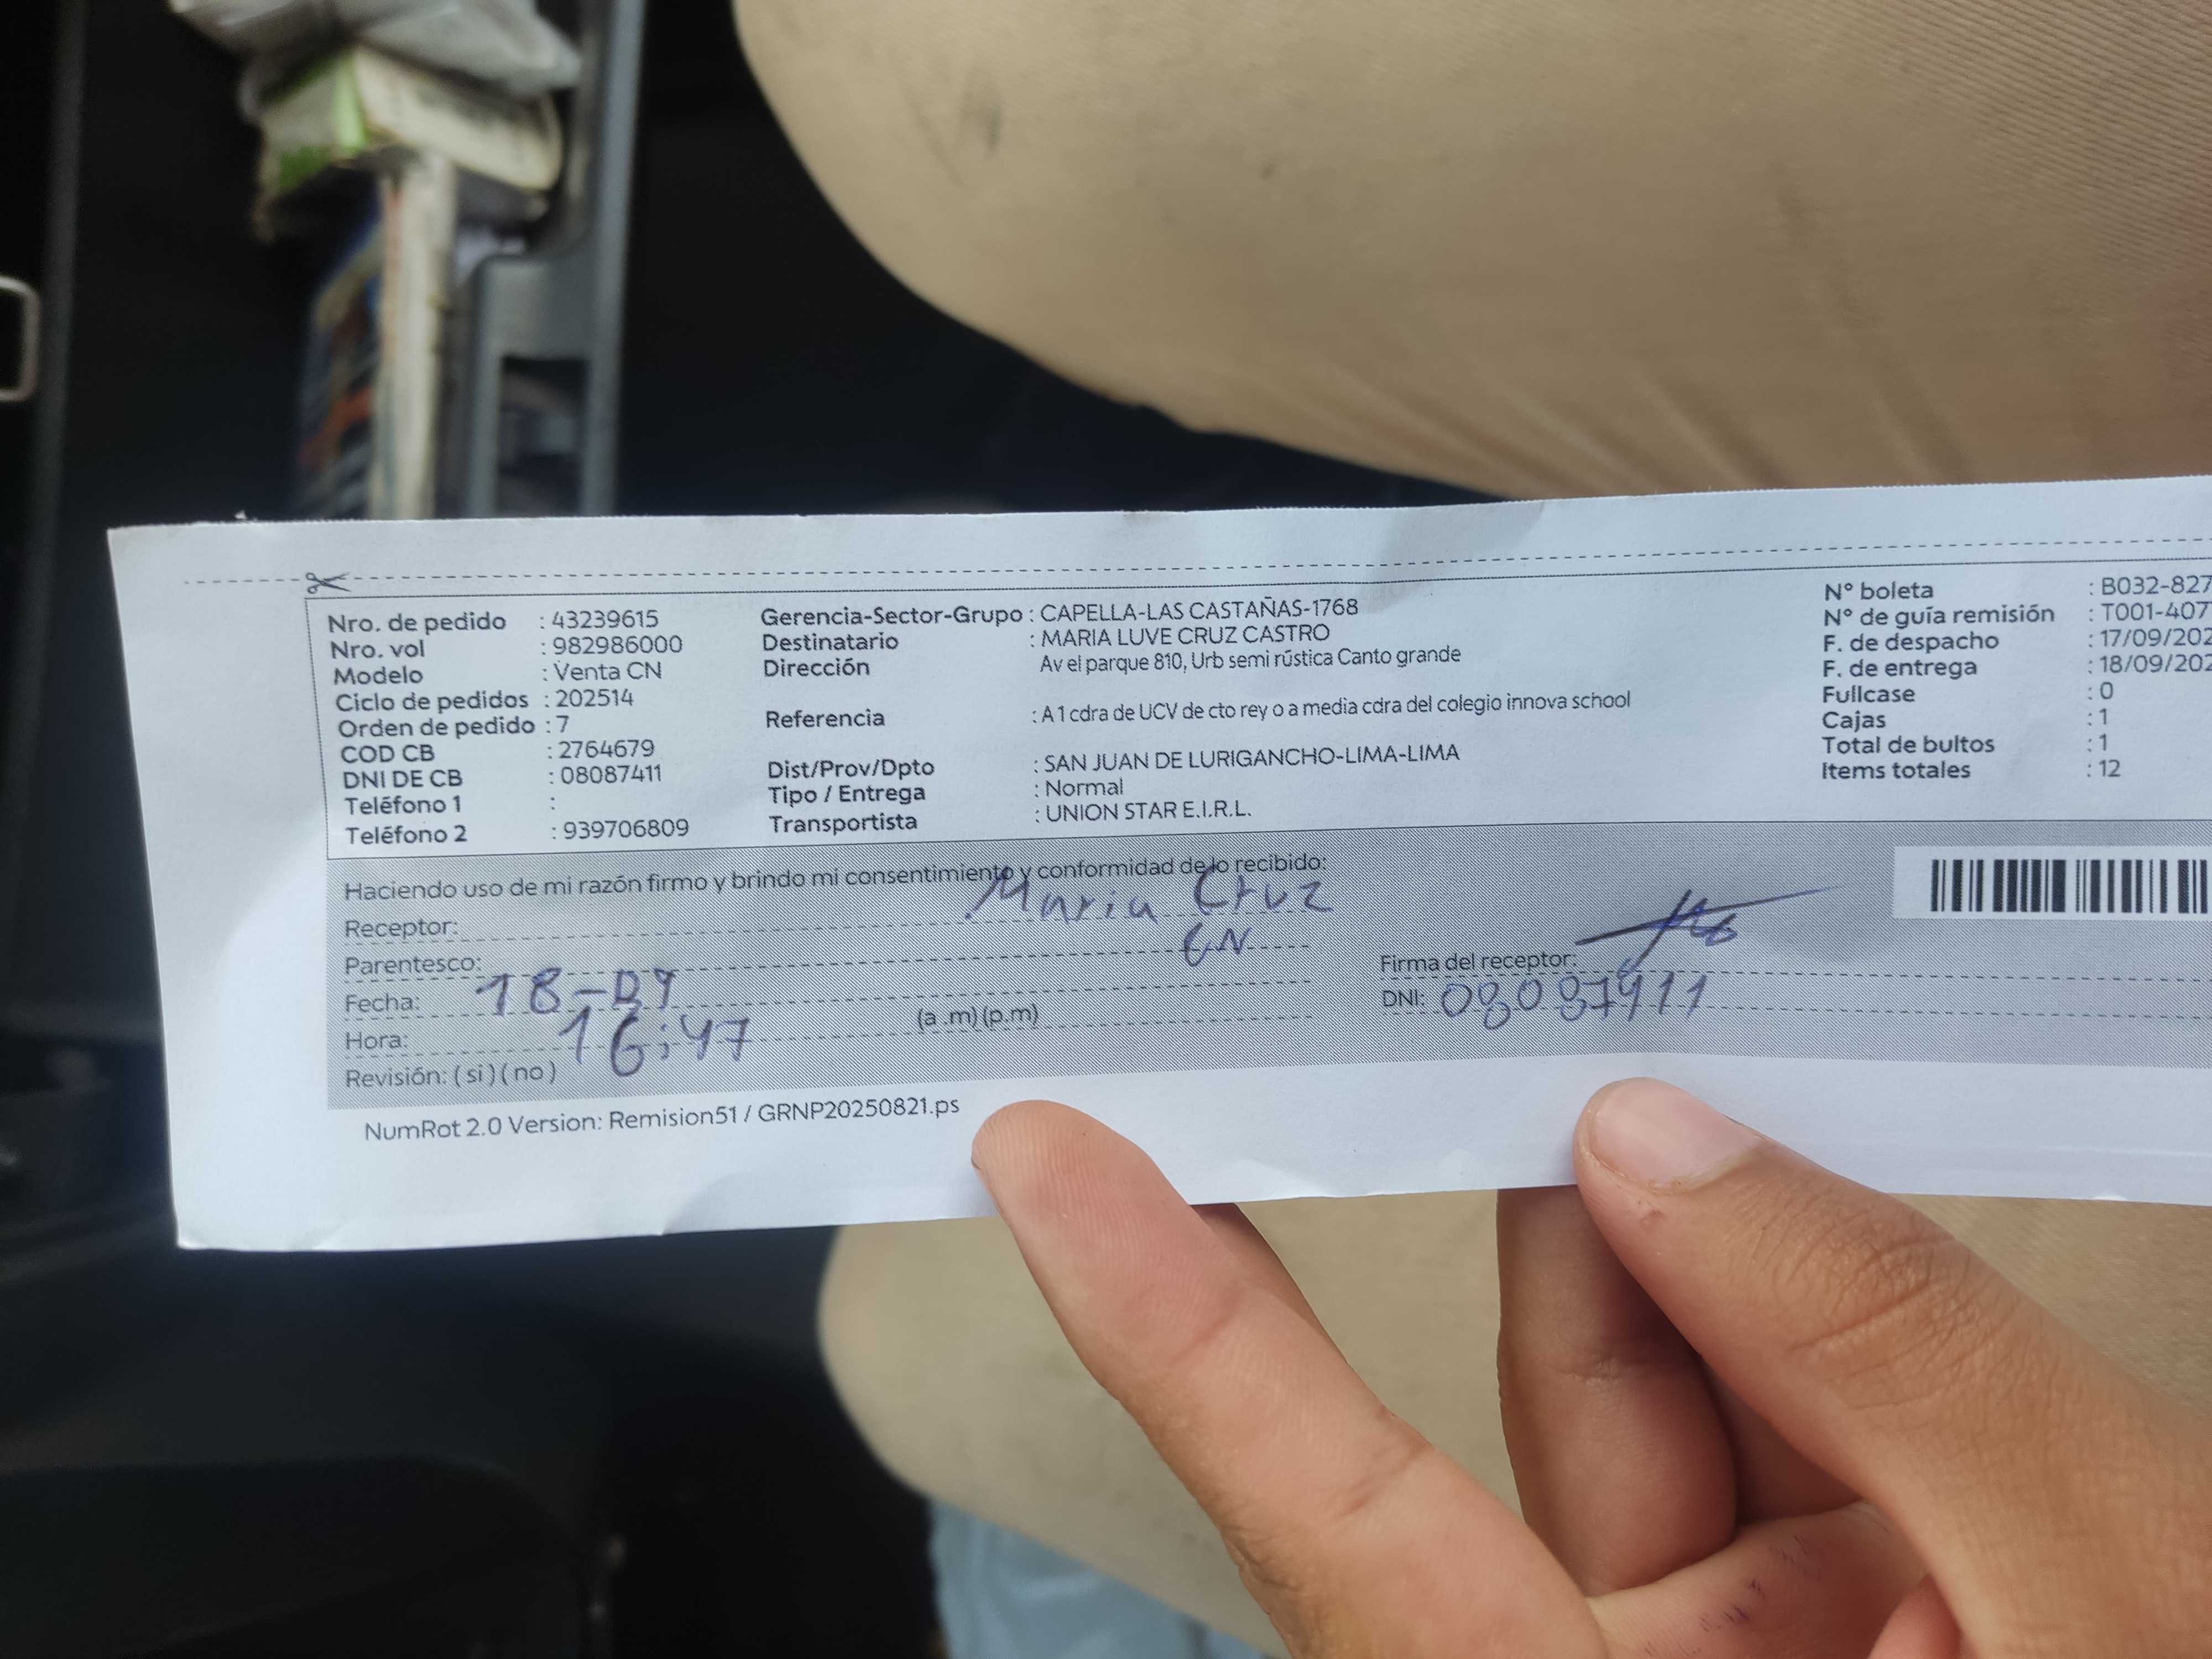 Nro. de pedido : 43239615
Nro. vol : 982986000
Modelo : Venta CN
Ciclo de pedidos : 202514
Orden de pedido : 7
COD CB : 2764679
DNI DE CB : 08087411
Teléfono 1 :
Teléfono 2 : 939706809
Gerencia-Sector-Grupo : CAPELLA-LAS CASTAÑAS-1768
Destinatario : MARIA LUVE CRUZ CASTRO
Dirección Av el parque 810, Urb semi rústica Canto grande
Referencia : A 1 cdra de UCV de cto rey o a media cdra del colegio innova school
Dist/Prov/Dpto : SAN JUAN DE LURIGANCHO-LIMA-LIMA
Tipo / Entrega : Normal
Transportista : UNION STAR E.I.R.L.
N° boleta : B032-827
N° de guía remisión : T001-407
F. de despacho : 17/09/202
F. de entrega : 18/09/202
Fullcase : 0
Cajas : 1
Total de bultos : 1
Items totales : 12
Haciendo uso de mi razón firmo y brindo mi consentimiento y conformidad de lo recibido:
Receptor: Maria Cruz
Parentesco: CN
Fecha: 18-09
Hora: 16:47 (a .m) (p.m)
Revisión: ( si ) ( no )
Firma del receptor:
DNI: 08087411
NumRot 2.0 Version: Remision51 / GRNP20250821.ps